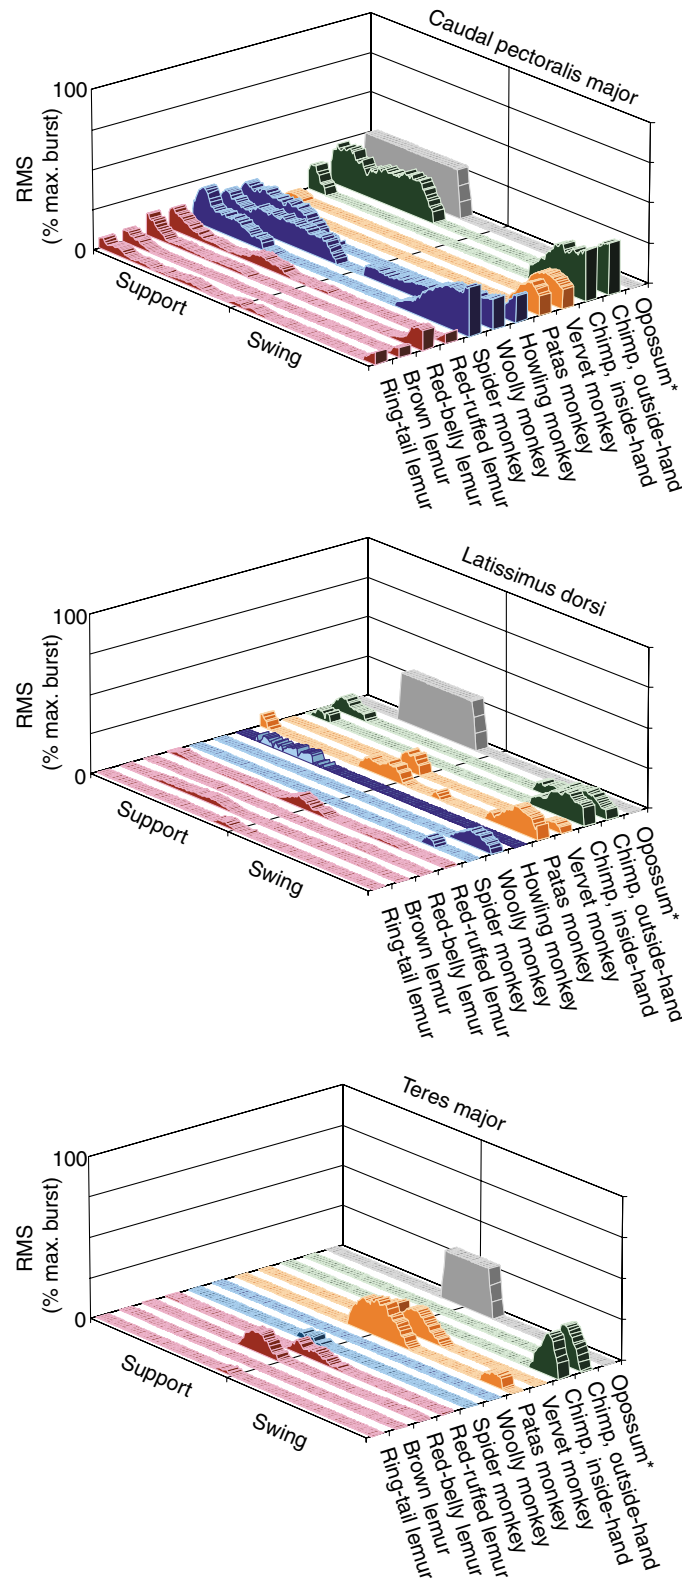 Caudal pectoralis major
100
RMS
(% max. burst)
0
Support
Swing
Ring-tail lemur
Brown lemur
Red-belly lemur
Red-ruffed lemur
Spider monkey
Woolly monkey
Howling monkey
Patas monkey
Vervet monkey
Chimp, inside-hand
Chimp, outside-hand
Opossum*
Latissimus dorsi
100
RMS
(% max. burst)
0
Support
Swing
Ring-tail lemur
Brown lemur
Red-belly lemur
Red-ruffed lemur
Spider monkey
Woolly monkey
Howling monkey
Patas monkey
Vervet monkey
Chimp, inside-hand
Chimp, outside-hand
Opossum*
Teres major
100
RMS
(% max. burst)
0
Support
Swing
Ring-tail lemur
Brown lemur
Red-belly lemur
Red-ruffed lemur
Spider monkey
Woolly monkey
Patas monkey
Vervet monkey
Chimp, inside-hand
Chimp, outside-hand
Opossum*